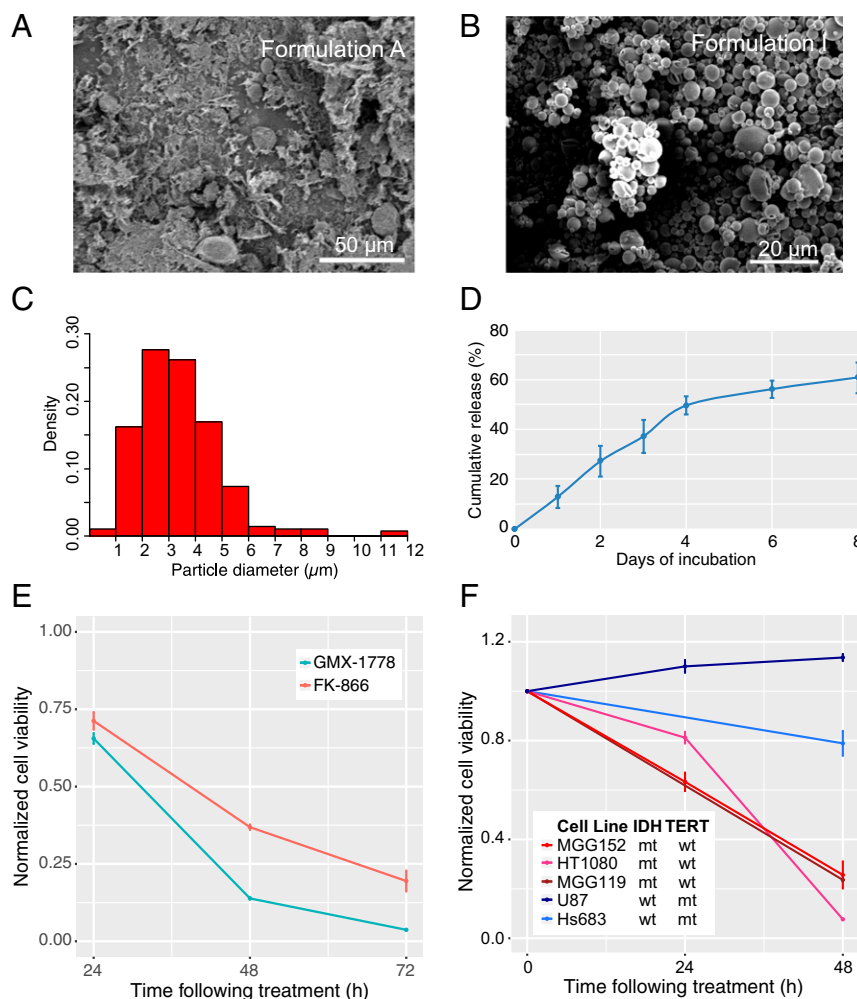 A
Formulation A
50 µm
B
Formulation I
20 µm
C
0.30
0.20
0.10
0.00
Density
1 2 3 4 5 6 7 8 9 10 11 12
Particle diameter (µm)
D
80
60
40
20
0
Cumulative release (%)
0 2 4 6 8
Days of incubation
E
1.00
0.75
0.50
0.25
0.00
Normalized cell viability
GMX-1778
FK-866
24 48 72
Time following treatment (h)
F
1.2
0.8
0.4
0.0
Normalized cell viability
Cell Line IDH TERT
MGG152 mt wt
HT1080 mt wt
MGG119 mt wt
U87 wt mt
Hs683 wt mt
0 24 48
Time following treatment (h)